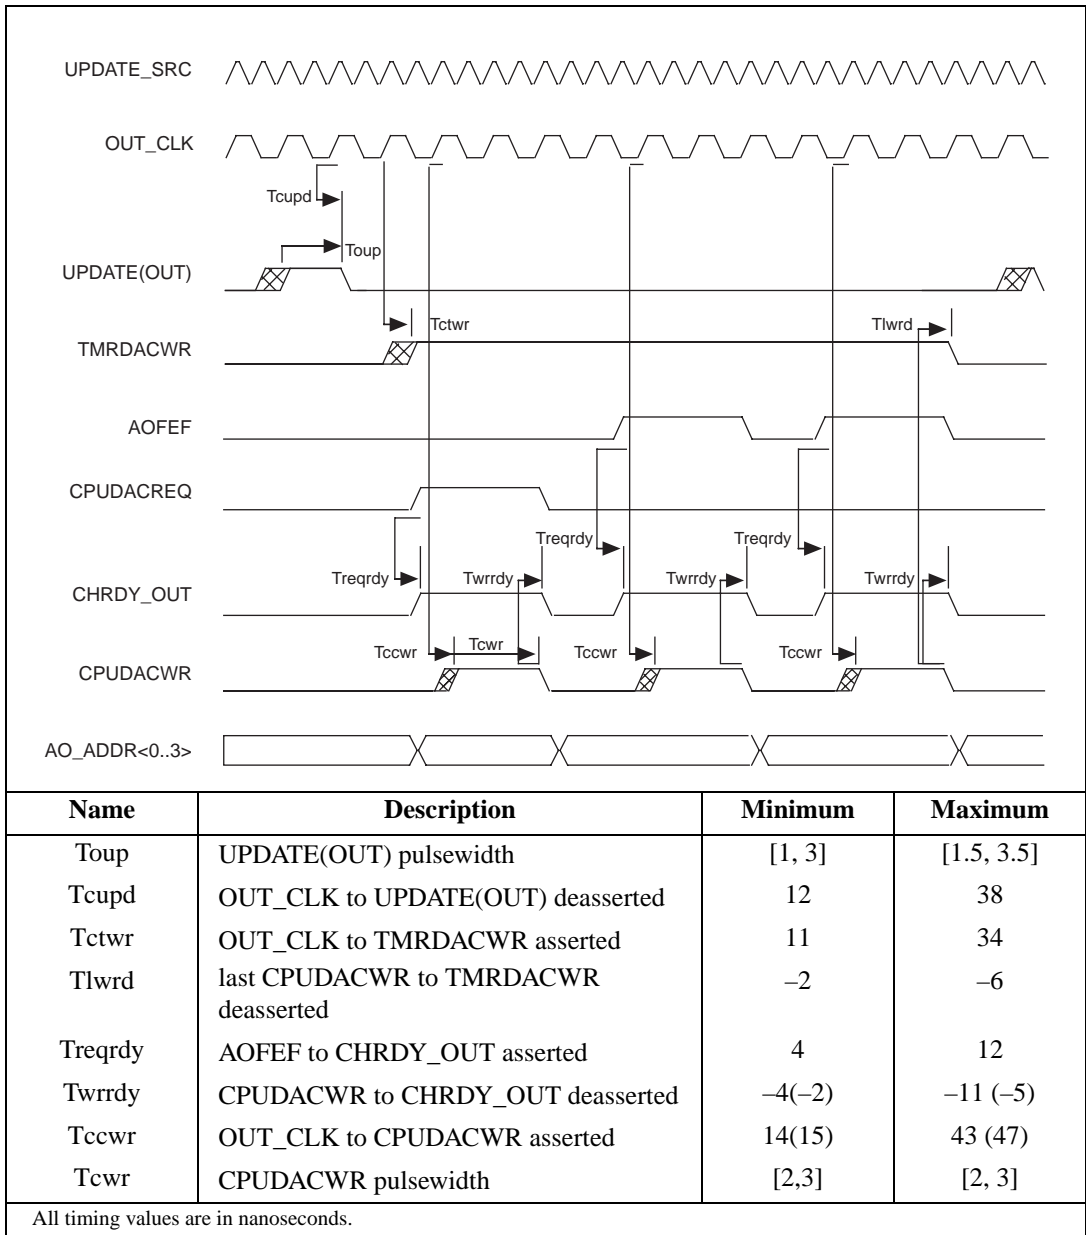 UPDATE_SRC
OUT_CLK
Tcupd
Toup
UPDATE(OUT)
Tctwr
Tlwrd
TMRDACWR
AOFEF
CPUDACREQ
Treqrdy
Treqrdy
Treqrdy
Twrrdy
Twrrdy
Twrrdy
CHRDY_OUT
Tccwr
Tcwr
Tccwr
Tccwr
CPUDACWR
AO_ADDR<0..3>
Name Description Minimum Maximum
Toup UPDATE(OUT) pulsewidth [1, 3] [1.5, 3.5]
Tcupd OUT_CLK to UPDATE(OUT) deasserted 12 38
Tctwr OUT_CLK to TMRDACWR asserted 11 34
Tlwrd last CPUDACWR to TMRDACWR –2 –6
deasserted
Treqrdy AOFEF to CHRDY_OUT asserted 4 12
Twrrdy CPUDACWR to CHRDY_OUT deasserted –4(–2) –11 (–5)
Tccwr OUT_CLK to CPUDACWR asserted 14(15) 43 (47)
Tcwr CPUDACWR pulsewidth [2,3] [2, 3]
All timing values are in nanoseconds.